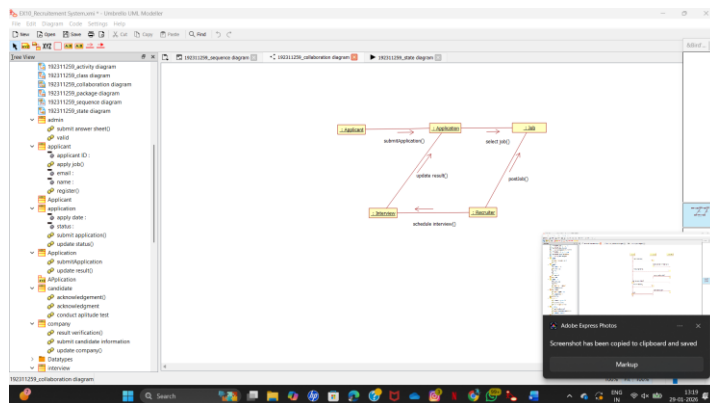 EX10_Recruitement System.xmi * - Umbrello UML Modeller
File Edit Diagram Code Settings Help
New Open Save Cut Copy Paste Find
XYZ
Tree View
192311259_sequence diagram 192311259_collaboration diagram 192311259_state diagram
192311259_activity diagram
192311259_class diagram
192311259_collaboration diagram
192311259_package diagram
192311259_sequence diagram
192311259_state diagram
admin
submit answer sheet()
valid
applicant
applicant ID :
apply job()
email :
name :
register()
Applicant
application
apply date :
status :
submit application()
update status()
Application
submitApplication
update result()
APplication
candidate
acknowledgement()
acknowledgment
conduct aptitude test
company
result verification()
submit candidate information
update company()
Datatypes
interview
: Applicant
: Application
: Job
submitApplication()
select job()
update result()
postJob()
: Interview
: Recruiter
schedule interview()
Adobe Express Photos
Screenshot has been copied to clipboard and saved
Markup
192311259_collaboration diagram
Search
ENG
IN
13:19
29-01-2026